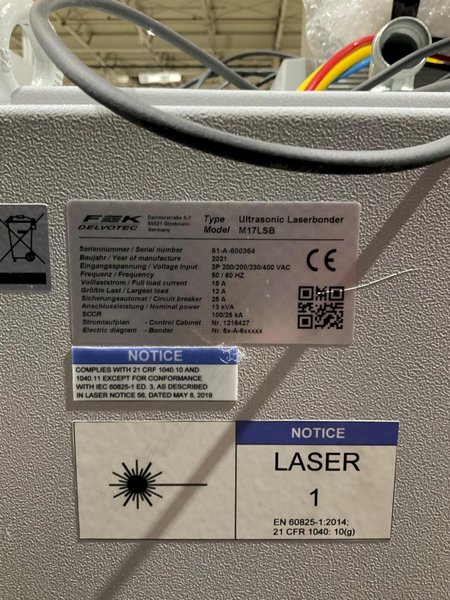 F&K
DELVOTEC
Daimlerstraße 5-7
85521 Ottobrunn
Germany
Type Ultrasonic Laserbonder
Model M17LSB
Seriennummer / Serial number 61-A-600364
Baujahr / Year of manufacture 2021
Eingangsspannung / Voltage input 3P 200/208/230/400 VAC
Frequenz / Frequency 50 / 60 HZ
Volllaststrom / Full load current 16 A
Größte Last / Largest load 12 A
Sicherungsautomat / Circuit breaker 25 A
Anschlussleistung / Nominal power 13 kVA
SCCR 100/25 kA
Stromlaufplan - Control Cabinet Nr. 1216427
Electric diagram - Bonder Nr. 6x-A-6xxxxx
CE
NOTICE
COMPLIES WITH 21 CRF 1040.10 AND
1040.11 EXCEPT FOR CONFORMANCE
WITH IEC 60825-1 ED. 3, AS DESCRIBED
IN LASER NOTICE 56, DATED MAY 8, 2019.
NOTICE
LASER
1
EN 60825-1:2014;
21 CFR 1040: 10(g)